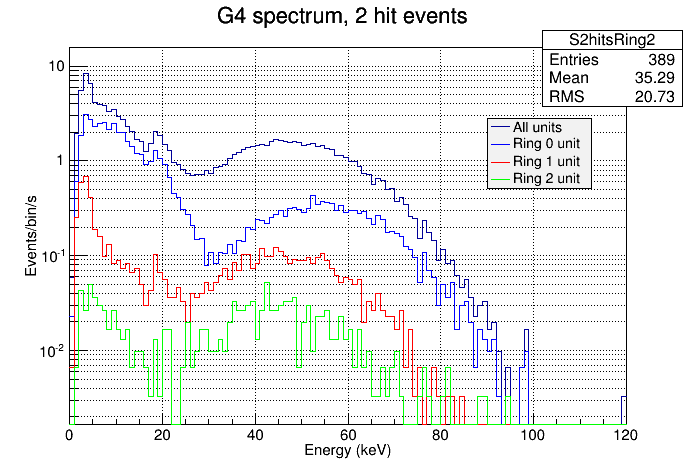 G4 spectrum, 2 hit events
S2hitsRing2
Entries 389
Mean 35.29
RMS 20.73
All units
Ring 0 unit
Ring 1 unit
Ring 2 unit
Events/bin/s
10
1
10-1
10-2
0 20 40 60 80 100 120
Energy (keV)